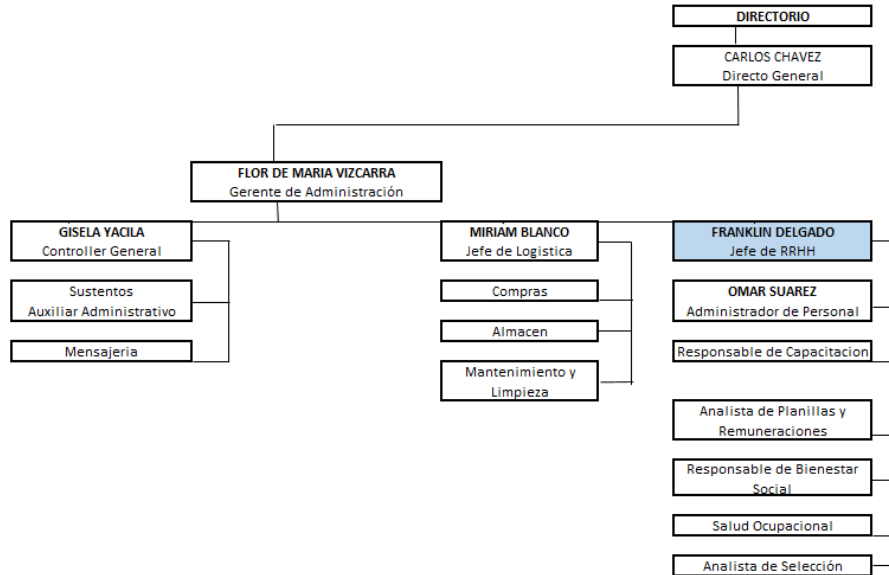 DIRECTORIO
CARLOS CHAVEZ
Directo General
FLOR DE MARIA VIZCARRA
Gerente de Administración
GISELA YACILA
Controller General
Sustentos
Auxiliar Administrativo
Mensajeria
MIRIAM BLANCO
Jefe de Logistica
Compras
Almacen
Mantenimiento y
Limpieza
FRANKLIN DELGADO
Jefe de RRHH
OMAR SUAREZ
Administrador de Personal
Responsable de Capacitacion
Analista de Planillas y
Remuneraciones
Responsable de Bienestar
Social
Salud Ocupacional
Analista de Selección